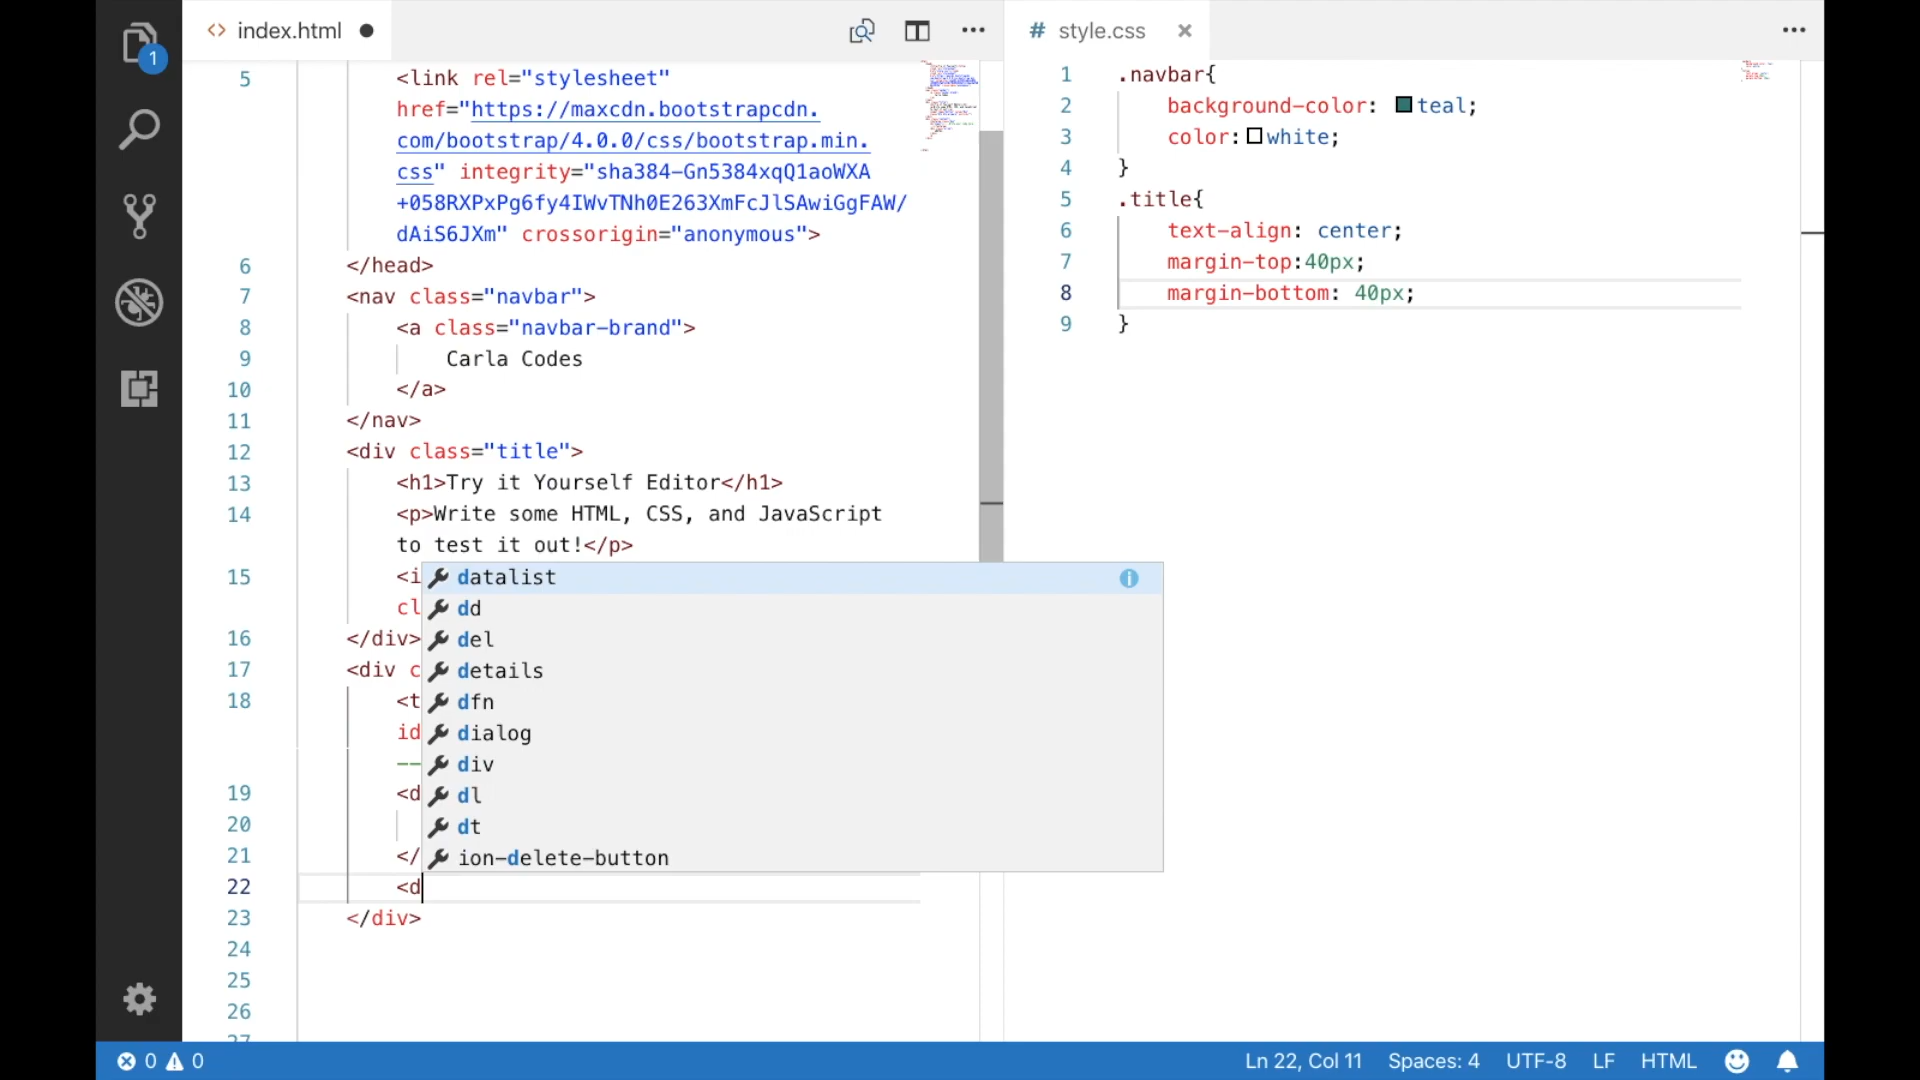 1
index.html
style.css
5 <link rel="stylesheet"
href="https://maxcdn.bootstrapcdn.
com/bootstrap/4.0.0/css/bootstrap.min.
css" integrity="sha384-Gn5384xqQ1aoWXA
+058RXPxPg6fy4IWvTNh0E263XmFcJlSAwiGgFAW/
dAiS6JXm" crossorigin="anonymous">
6 </head>
7 <nav class="navbar">
8 <a class="navbar-brand">
9 Carla Codes
10 </a>
11 </nav>
12 <div class="title">
13 <h1>Try it Yourself Editor</h1>
14 <p>Write some HTML, CSS, and JavaScript
to test it out!</p>
15 <i
cl
16 </div>
17 <div c
18 <t
id
--
19 <d
20
21 </
22 <d
23 </div>
24
25
26
datalist
dd
del
details
dfn
dialog
div
dl
dt
ion-delete-button
1 .navbar{
2 background-color: teal;
3 color: white;
4 }
5 .title{
6 text-align: center;
7 margin-top:40px;
8 margin-bottom: 40px;
9 }
0 0 Ln 22, Col 11 Spaces: 4 UTF-8 LF HTML